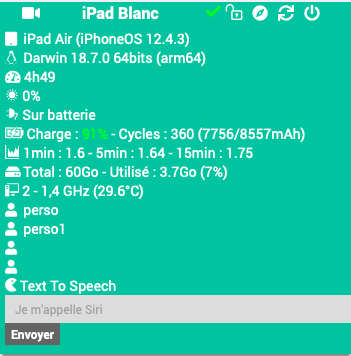 iPad Blanc
iPad Air (iPhoneOS 12.4.3)
Darwin 18.7.0 64bits (arm64)
4h49
0%
Sur batterie
Charge : 91% - Cycles : 360 (7756/8557mAh)
1min : 1.6 - 5min : 1.64 - 15min : 1.75
Total : 60Go - Utilisé : 3.7Go (7%)
2 - 1,4 GHz (29.6°C)
perso
perso1
Text To Speech
Je m'appelle Siri
Envoyer